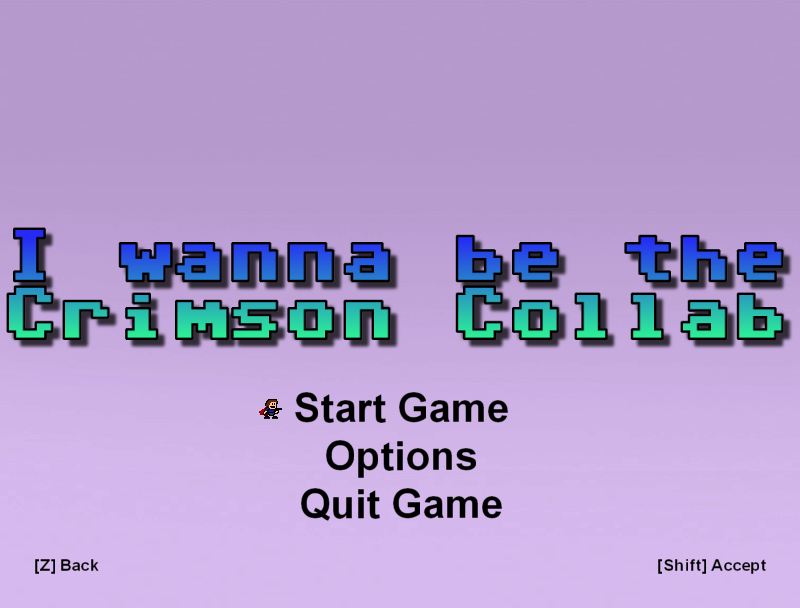 I wanna be the
Crimson Collab
Start Game
Options
Quit Game
[Z] Back
[Shift] Accept